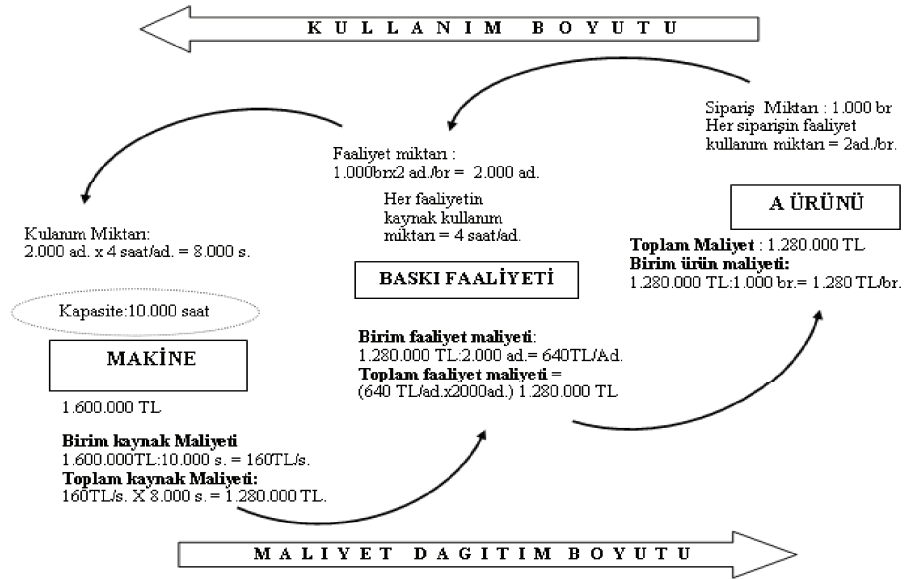 KULLANIM BOYUTU
Sipariş Miktarı : 1.000 br
Her siparişin faaliyet
kullanım miktarı = 2ad./br.
A ÜRÜNÜ
Toplam Maliyet : 1.280.000 TL
Birim ürün maliyeti:
1.280.000 TL:1.000 br.= 1.280 TL/br.
Faaliyet miktarı :
1.000brx2 ad./br = 2.000 ad.
Her faaliyetin
kaynak kullanım
miktarı = 4 saat/ad.
BASKI FAALİYETİ
Birim faaliyet maliyeti:
1.280.000 TL:2.000 ad.= 640TL/Ad.
Toplam faaliyet maliyeti =
(640 TL/ad.x2000ad.) 1.280.000 TL
Kulanım Miktarı:
2.000 ad. x 4 saat/ad. = 8.000 s.
Kapasite:10.000 saat
MAKİNE
1.600.000 TL
Birim kaynak Maliyeti
1.600.000TL:10.000 s. = 160TL/s.
Toplam kaynak Maliyeti:
160TL/s. X 8.000 s. = 1.280.000 TL.
MALIYET DAGITIM BOYUTU